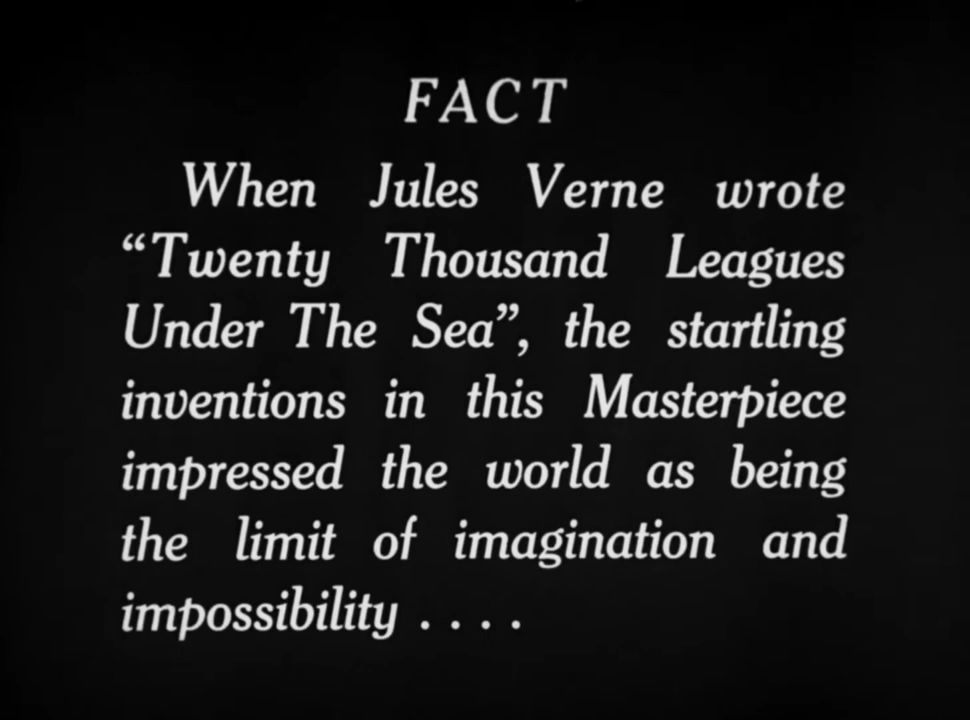 FACT
When Jules Verne wrote
“Twenty Thousand Leagues
Under The Sea”, the startling
inventions in this Masterpiece
impressed the world as being
the limit of imagination and
impossibility . . . .